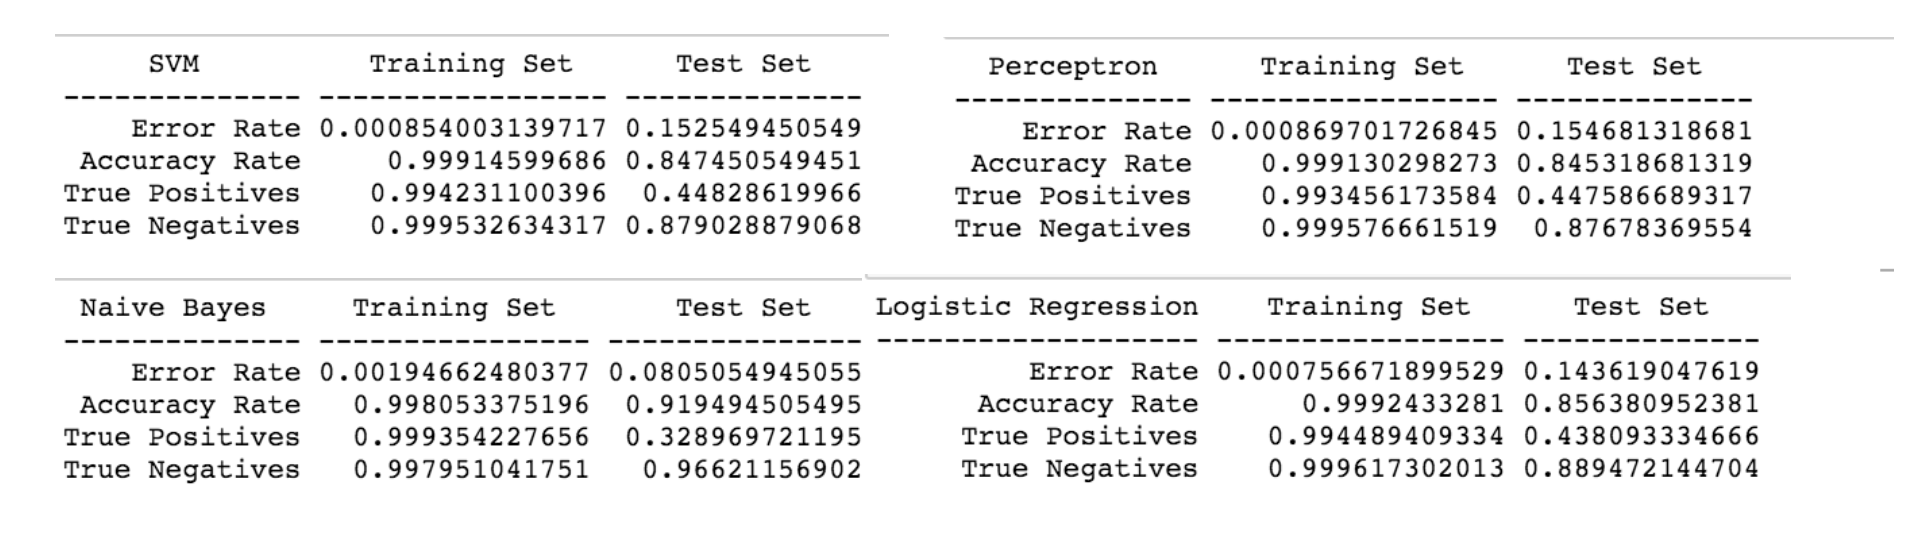 SVM Training Set Test Set
-------------- ----------------- --------------
Error Rate 0.000854003139717 0.152549450549
Accuracy Rate 0.99914599686 0.847450549451
True Positives 0.994231100396 0.44828619966
True Negatives 0.999532634317 0.879028879068
Perceptron Training Set Test Set
-------------- ----------------- --------------
Error Rate 0.000869701726845 0.154681318681
Accuracy Rate 0.999130298273 0.845318681319
True Positives 0.993456173584 0.447586689317
True Negatives 0.999576661519 0.87678369554
Naive Bayes Training Set Test Set
-------------- ---------------- ---------------
Error Rate 0.00194662480377 0.0805054945055
Accuracy Rate 0.998053375196 0.919494505495
True Positives 0.999354227656 0.328969721195
True Negatives 0.997951041751 0.96621156902
Logistic Regression Training Set Test Set
------------------- ----------------- --------------
Error Rate 0.000756671899529 0.143619047619
Accuracy Rate 0.9992433281 0.856380952381
True Positives 0.994489409334 0.438093334666
True Negatives 0.999617302013 0.889472144704